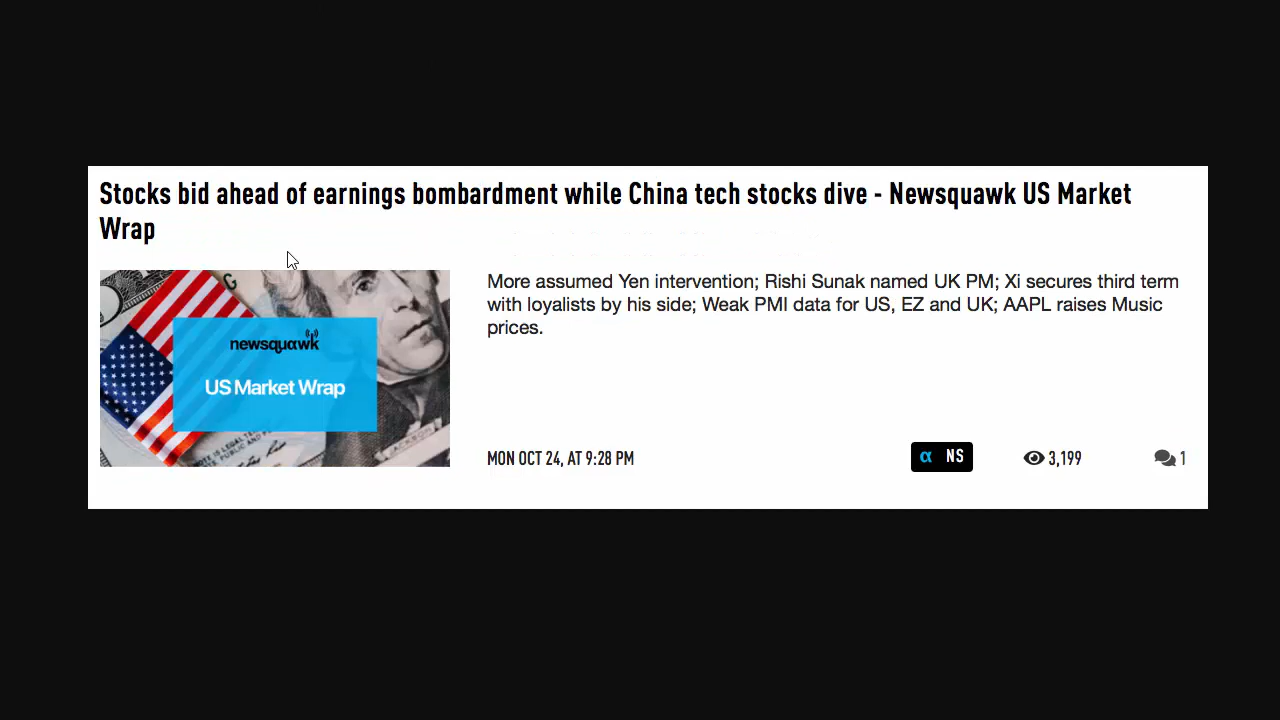 Stocks bid ahead of earnings bombardment while China tech stocks dive - Newsquawk US Market
Wrap
More assumed Yen intervention; Rishi Sunak named UK PM; Xi secures third term
with loyalists by his side; Weak PMI data for US, EZ and UK; AAPL raises Music
prices.
G
newsquawk
US Market Wrap
JACKSON
MON OCT 24, AT 9:28 PM
α NS
3,199
1